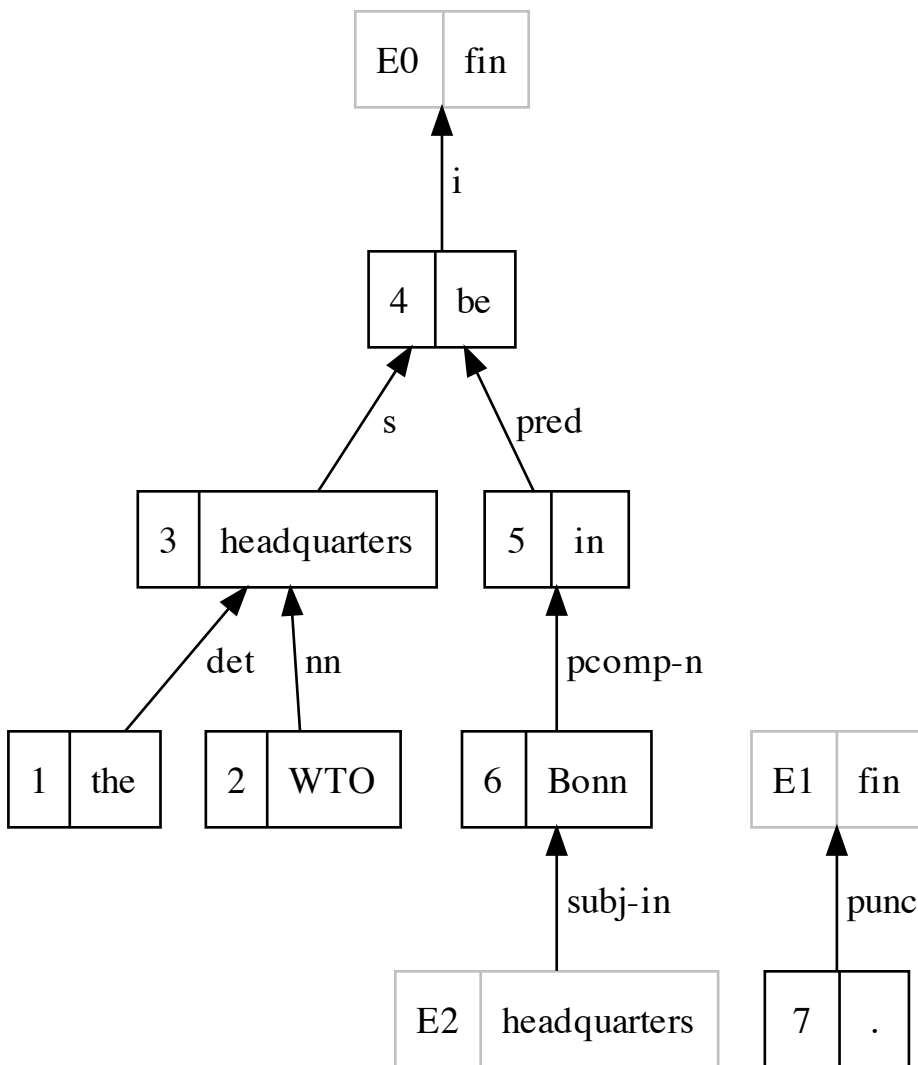 E0 fin
i
4 be
s pred
3 headquarters 5 in
det nn pcomp-n
1 the 2 WTO 6 Bonn E1 fin
subj-in punc
E2 headquarters 7 .